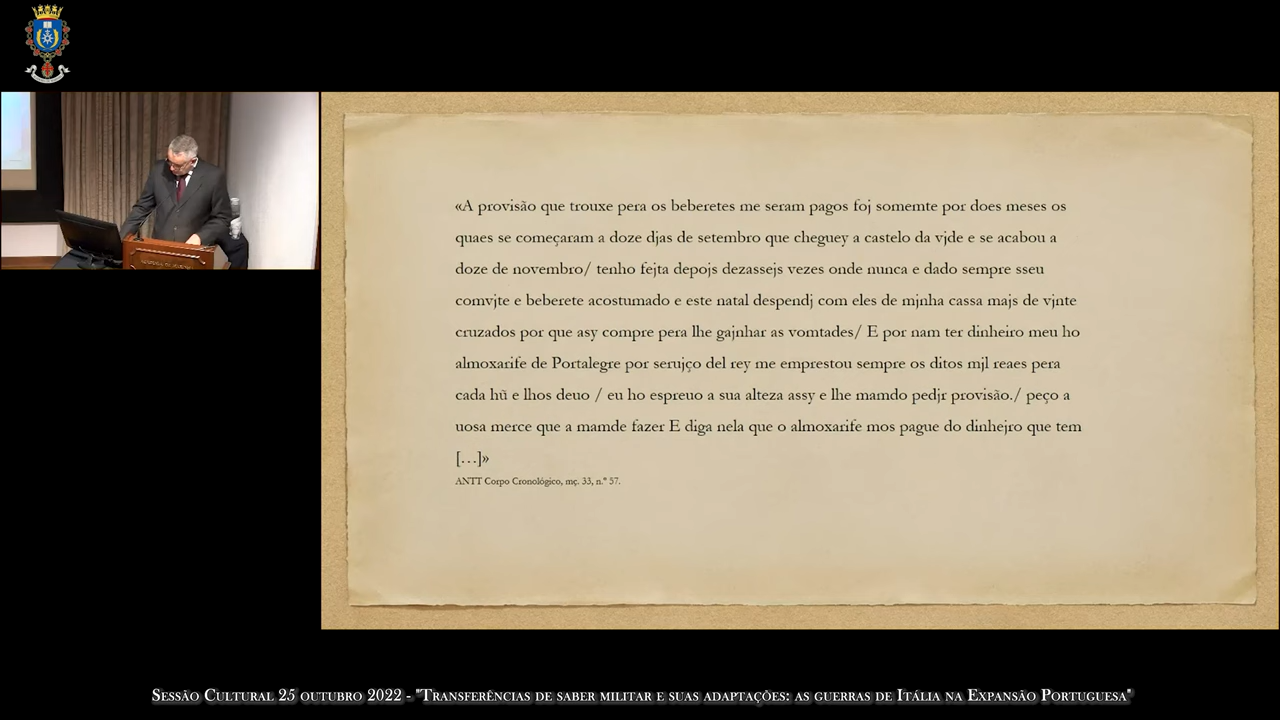 «A provisão que trouxe pera os beberetes me seram pagos foj somemte por does meses os
quaes se começaram a doze djas de setembro que cheguey a castelo da vjde e se acabou a
doze de novembro/ tenho fejta depojs dezassejs vezes onde nunca e dado sempre sseu
comvjte e beberete acostumado e este natal despendj com eles de mjnha cassa majs de vjnte
cruzados por que asy compre pera lhe gajnhar as vomtades/ E por nam ter dinheiro meu ho
almoxarife de Portalegre por serujço del rey me emprestou sempre os ditos mjl reaes pera
cada hũ e lhos deuo / eu ho espreuo a sua alteza assy e lhe mamdo pedjr provisão./ peço a
uosa merce que a mamde fazer E diga nela que o almoxarife mos pague do dinhejro que tem
[…]»
ANTT Corpo Cronológico, mç. 33, n.º 57.
Sessão Cultural 25 outubro 2022 - "Transferências de saber militar e suas adaptações: as guerras de Itália na Expansão Portuguesa"